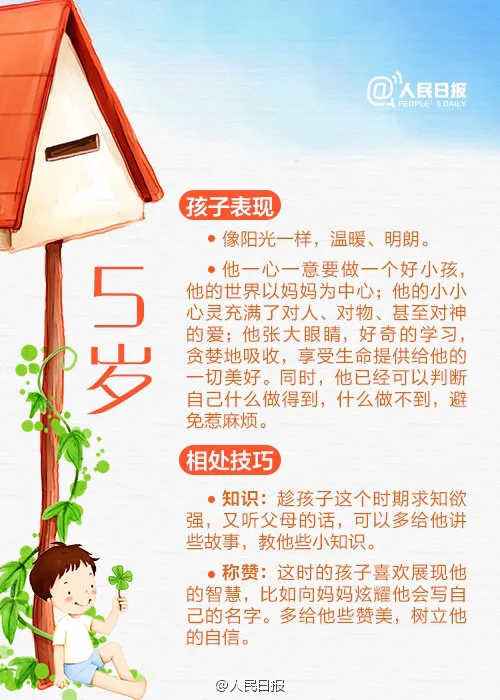 @人民日报
PEOPLE'S DAILY
5岁
孩子表现
• 像阳光一样，温暖、明朗。
• 他一心一意要做一个好小孩，
他的世界以妈妈为中心；他的小小
心灵充满了对人、对物、甚至对神
的爱；他张大眼睛，好奇的学习，
贪婪地吸收，享受生命提供给他的
一切美好。同时，他已经可以判断
自己什么做得到，什么做不到，避
免惹麻烦。
相处技巧
• 知识：趁孩子这个时期求知欲
强，又听父母的话，可以多给他讲
些故事，教他些小知识。
• 称赞：这时的孩子喜欢展现他
的智慧，比如向妈妈炫耀他会写自
己的名字。多给他些赞美，树立他
的自信。
@人民日报